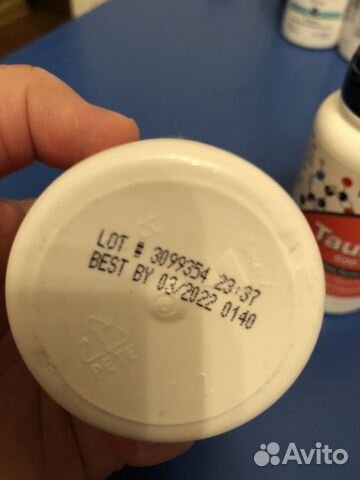 LOT # 3099354 23:37
BEST BY 03/2022 0140
PETE
Tau
Avito